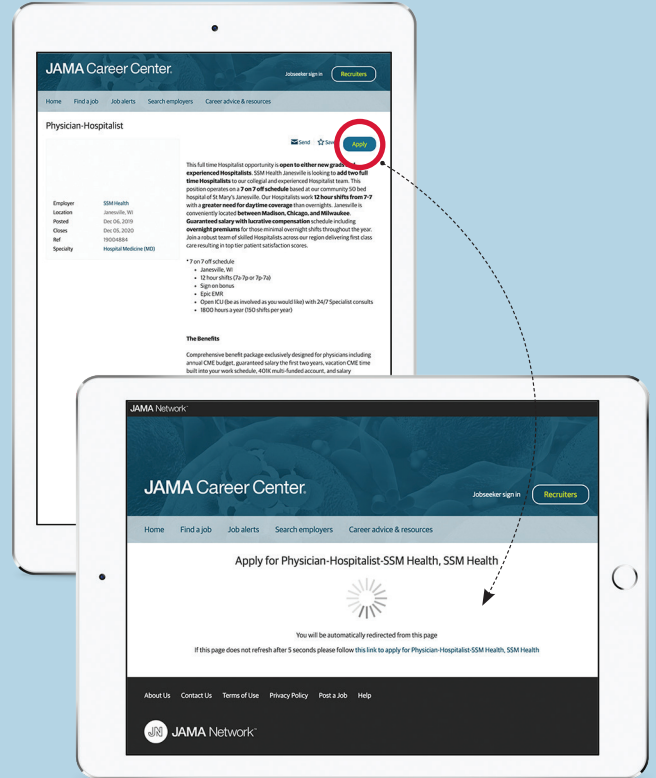 JAMA Career Center®
Jobseeker sign in
Recruiters
Home Find a job Job alerts Search employers Career advice & resources
Physician-Hospitalist
Send Save Apply
This full time Hospitalist opportunity is open to either new grads
experienced Hospitalists. SSM Health Janesville is looking to add two full
time Hospitalists to our collegial and experienced Hospitalist team. This
position operates on a 7 on 7 off schedule based at our community 50 bed
hospital of St Mary's Janesville. Our Hospitalists work 12 hour shifts from 7-7
with a greater need for daytime coverage than overnights. Janesville is
conveniently located between Madison, Chicago, and Milwaukee.
Guaranteed salary with lucrative compensation schedule including
overnight premiums for those minimal overnight shifts throughout the year.
Join a robust team of skilled Hospitalists across our region delivering first class
care resulting in top tier patient satisfaction scores.
Employer SSM Health
Location Janesville, WI
Posted Dec 06, 2019
Closes Dec 05, 2020
Ref 19004884
Specialty Hospital Medicine (MD)
* 7 on 7 off schedule
• Janesville, WI
• 12 hour shifts (7a-7p or 7p-7a)
• Sign on bonus
• Epic EMR
• Open ICU (be as involved as you would like) with 24/7 Specialist consults
• 1800 hours a year (150 shifts per year)
The Benefits
Comprehensive benefit package exclusively designed for physicians including
annual CME budget, guaranteed salary the first two years, vacation CME time
built into your work schedule, 401K multi-funded account, and salary
JAMA Network™
JAMA Career Center®
Jobseeker sign in
Recruiters
Home Find a job Job alerts Search employers Career advice & resources
Apply for Physician-Hospitalist-SSM Health, SSM Health
You will be automatically redirected from this page
If this page does not refresh after 5 seconds please follow this link to apply for Physician-Hospitalist-SSM Health, SSM Health
About Us Contact Us Terms of Use Privacy Policy Post a Job Help
JN JAMA Network™